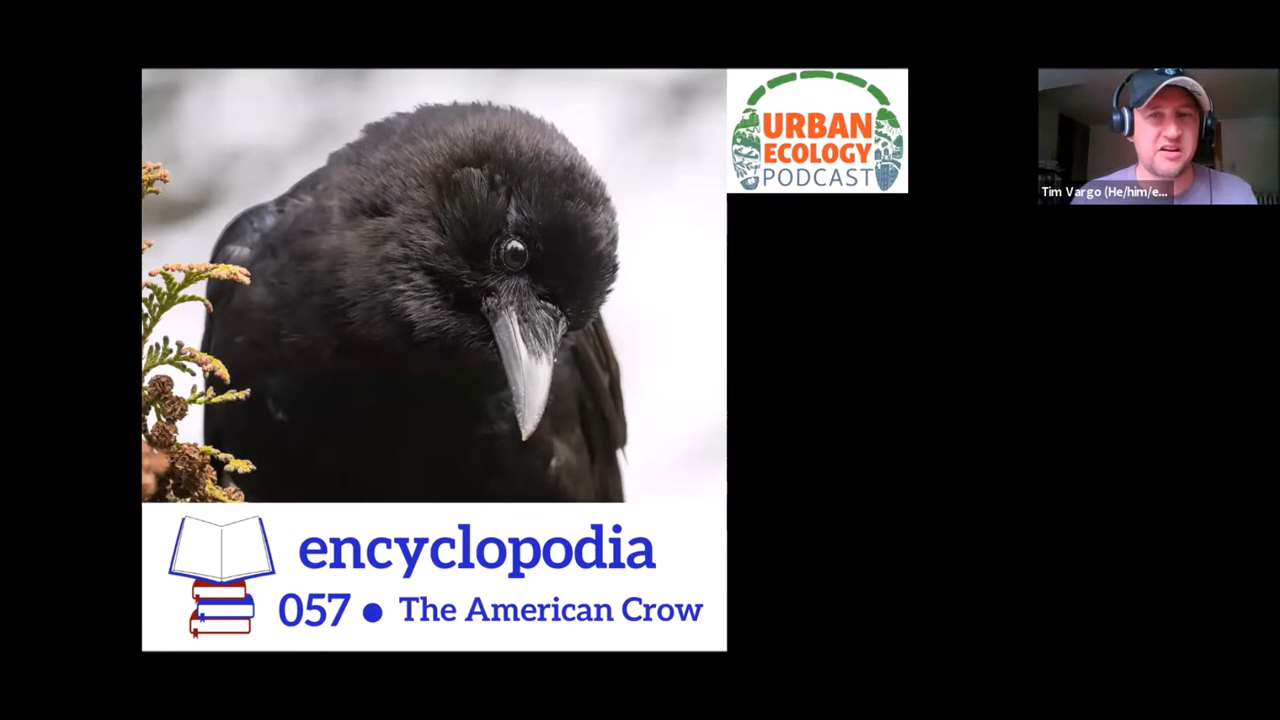 URBAN
ECOLOGY
PODCAST
Tim Vargo (He/him/e...
encyclopodia
057 • The American Crow